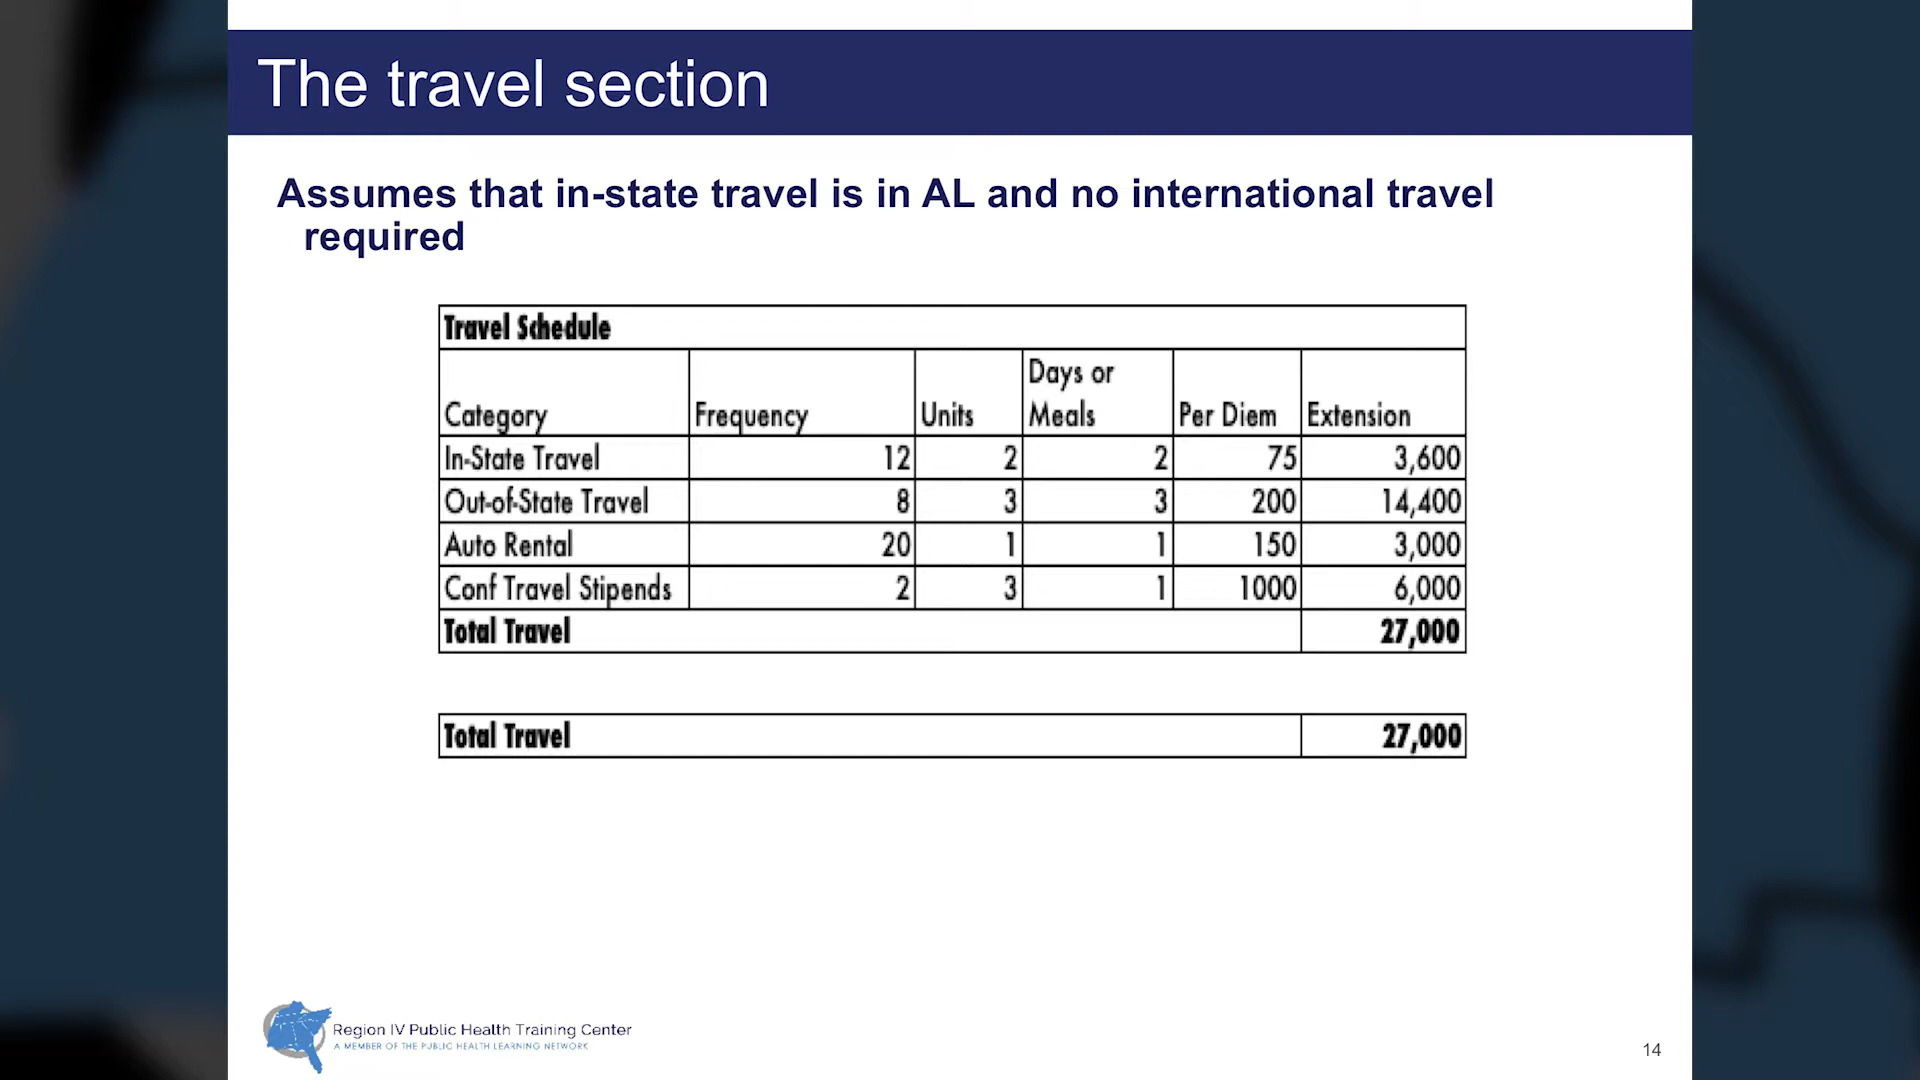 The travel section
Assumes that in-state travel is in AL and no international travel
required
Travel Schedule
Category Frequency Units Days or Meals Per Diem Extension
In-State Travel 12 2 2 75 3,600
Out-of-State Travel 8 3 3 200 14,400
Auto Rental 20 1 1 150 3,000
Conf Travel Stipends 2 3 1 1000 6,000
Total Travel 27,000
Total Travel 27,000
Region IV Public Health Training Center
A MEMBER OF THE PUBLIC HEALTH LEARNING NETWORK
14